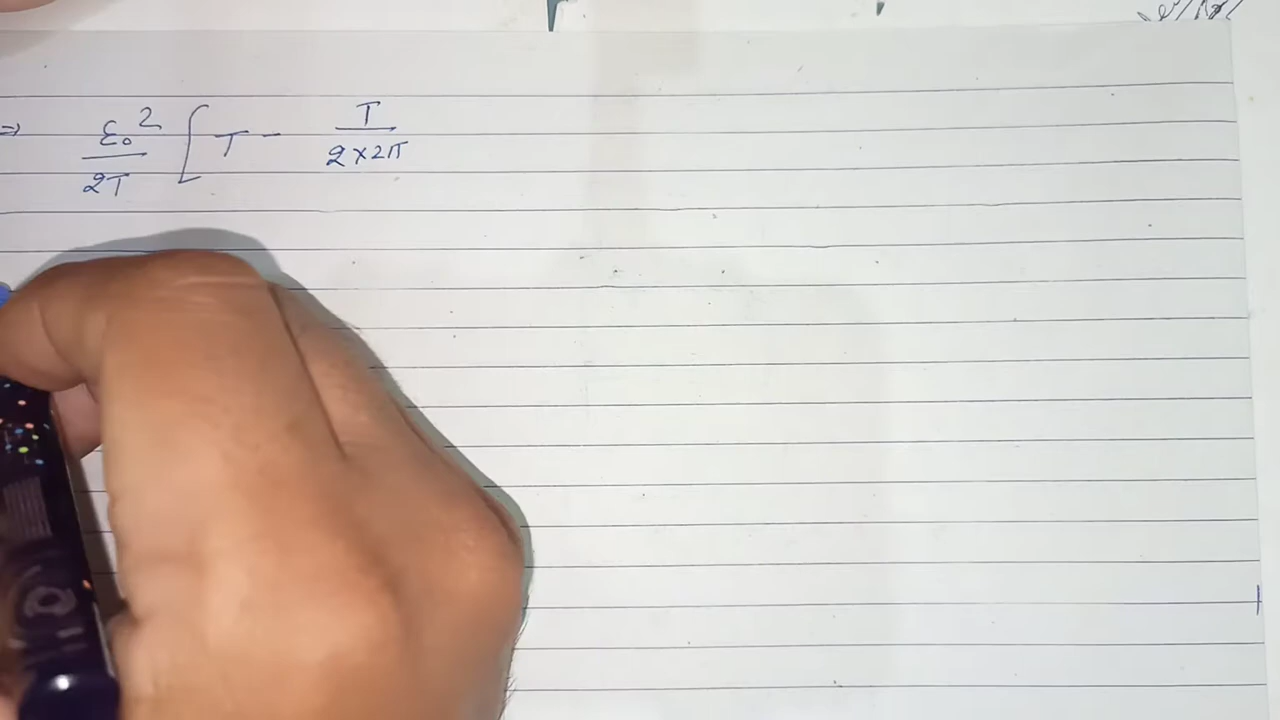 ⇒ ε₀²/2T [ T - T/(2×2π)